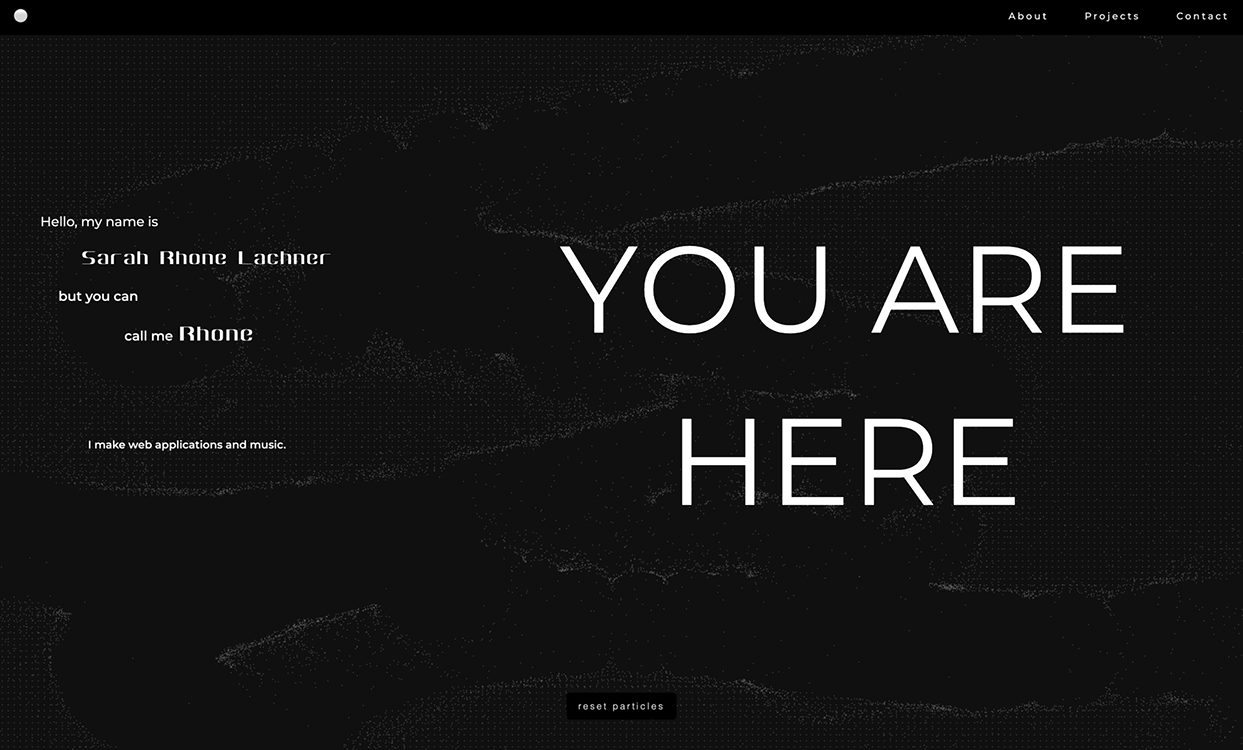 About Projects Contact
Hello, my name is
Sarah Rhone Lachner
but you can
call me Rhone
I make web applications and music.
YOU ARE
HERE
reset particles